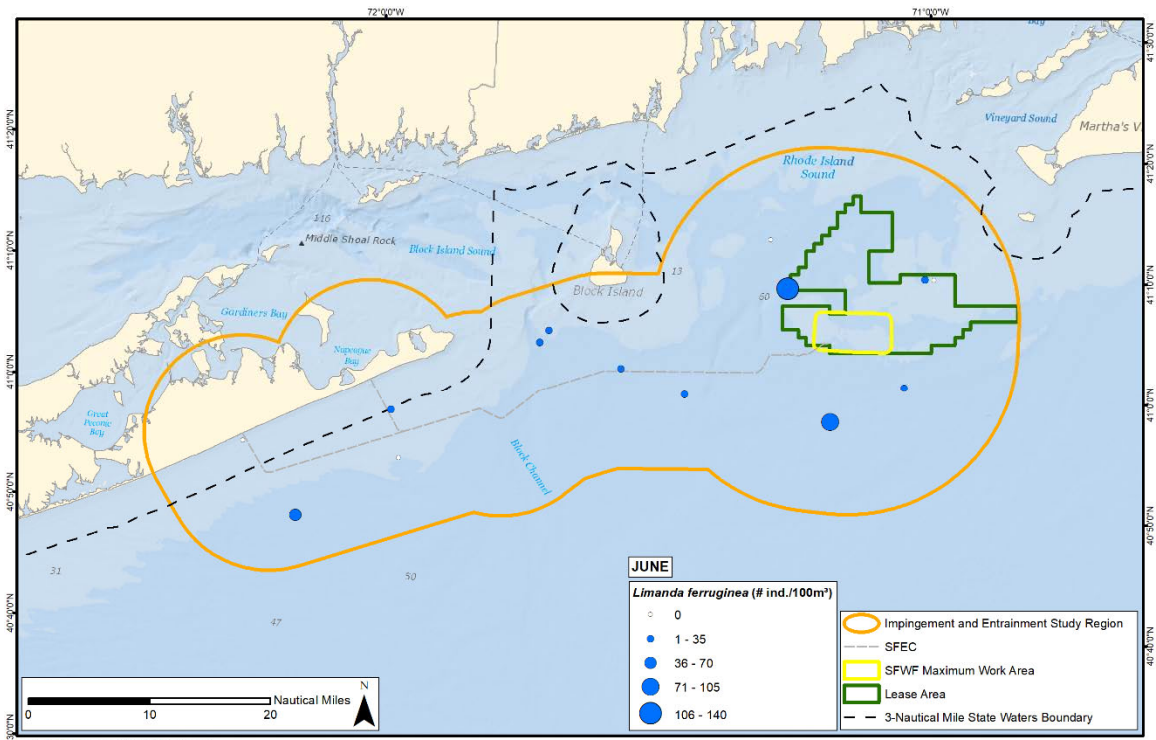 72°0'0"W
71°0'0"W
41°30'0"N
Bay
41°20'0"N
Vineyard Sound
Martha's V
Rhode Island
Sound
41°20'0"N
116
Middle Shoal Rock
41°10'0"N
Block Island Sound
13
Block Island
60
41°10'0"N
Gardiners Bay
Napeague
Bay
41°0'0"N
Great
Peconic
Bay
41°0'0"N
Block Channel
40°50'0"N
40°50'0"N
31
50
47
40°40'0"N
40°40'0"N
JUNE
Limanda ferruginea (# ind./100m³)
0
1 - 35
36 - 70
71 - 105
106 - 140
Impingement and Entrainment Study Region
SFEC
SFWF Maximum Work Area
Lease Area
3-Nautical Mile State Waters Boundary
N
Nautical Miles
0
10
20